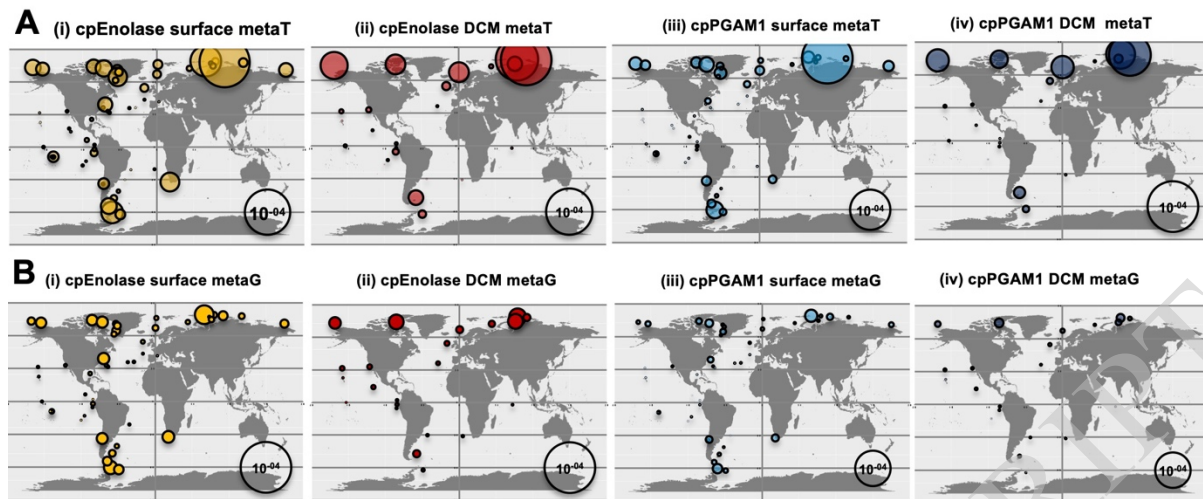 A
(i) cpEnolase surface metaT
(ii) cpEnolase DCM metaT
(iii) cpPGAM1 surface metaT
(iv) cpPGAM1 DCM metaT
10-04
10-04
10-04
10-04
B
(i) cpEnolase surface metaG
(ii) cpEnolase DCM metaG
(iii) cpPGAM1 surface metaG
(iv) cpPGAM1 DCM metaG
10-04
10-04
10-04
10-04
RIPT